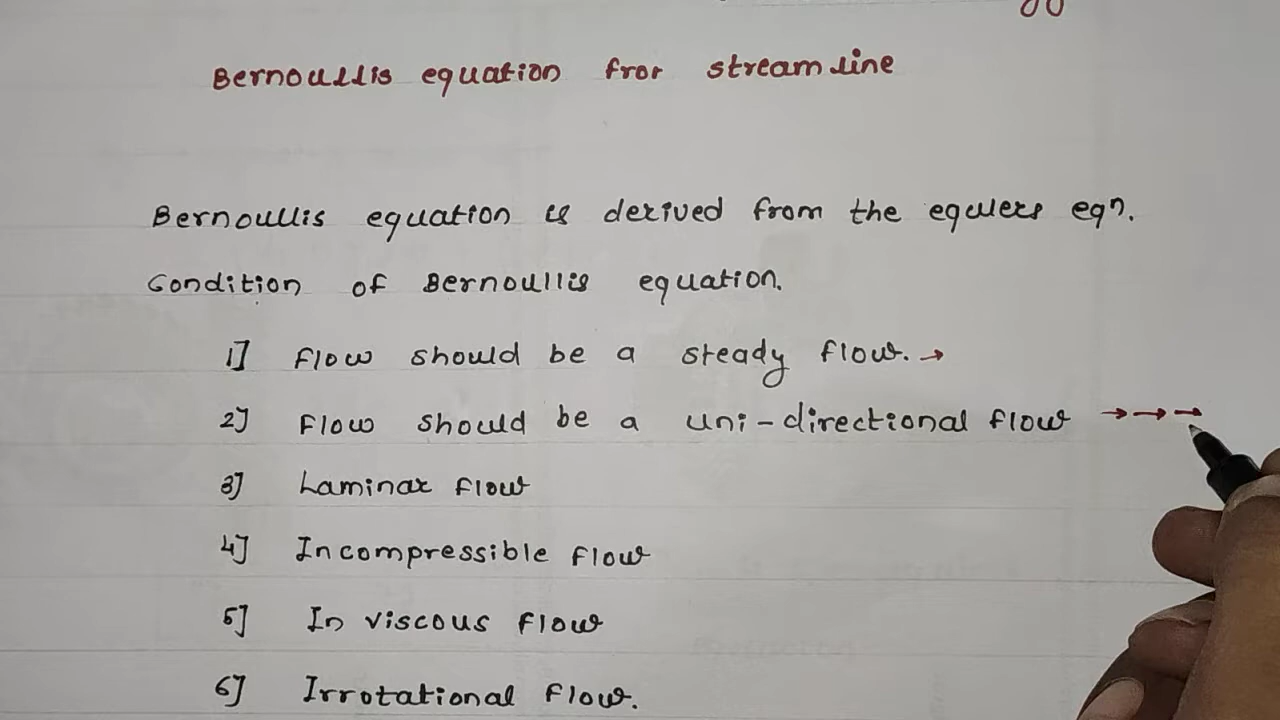 Bernoullis equation fror streamline
Bernoullis equation is derived from the equlers eqn.
Condition of Bernoullis equation.
1] Flow should be a steady flow. →
2] Flow should be a uni-directional flow →→→
3] Laminar flow
4] Incompressible flow
5] In viscous flow
6] Irrotational flow.